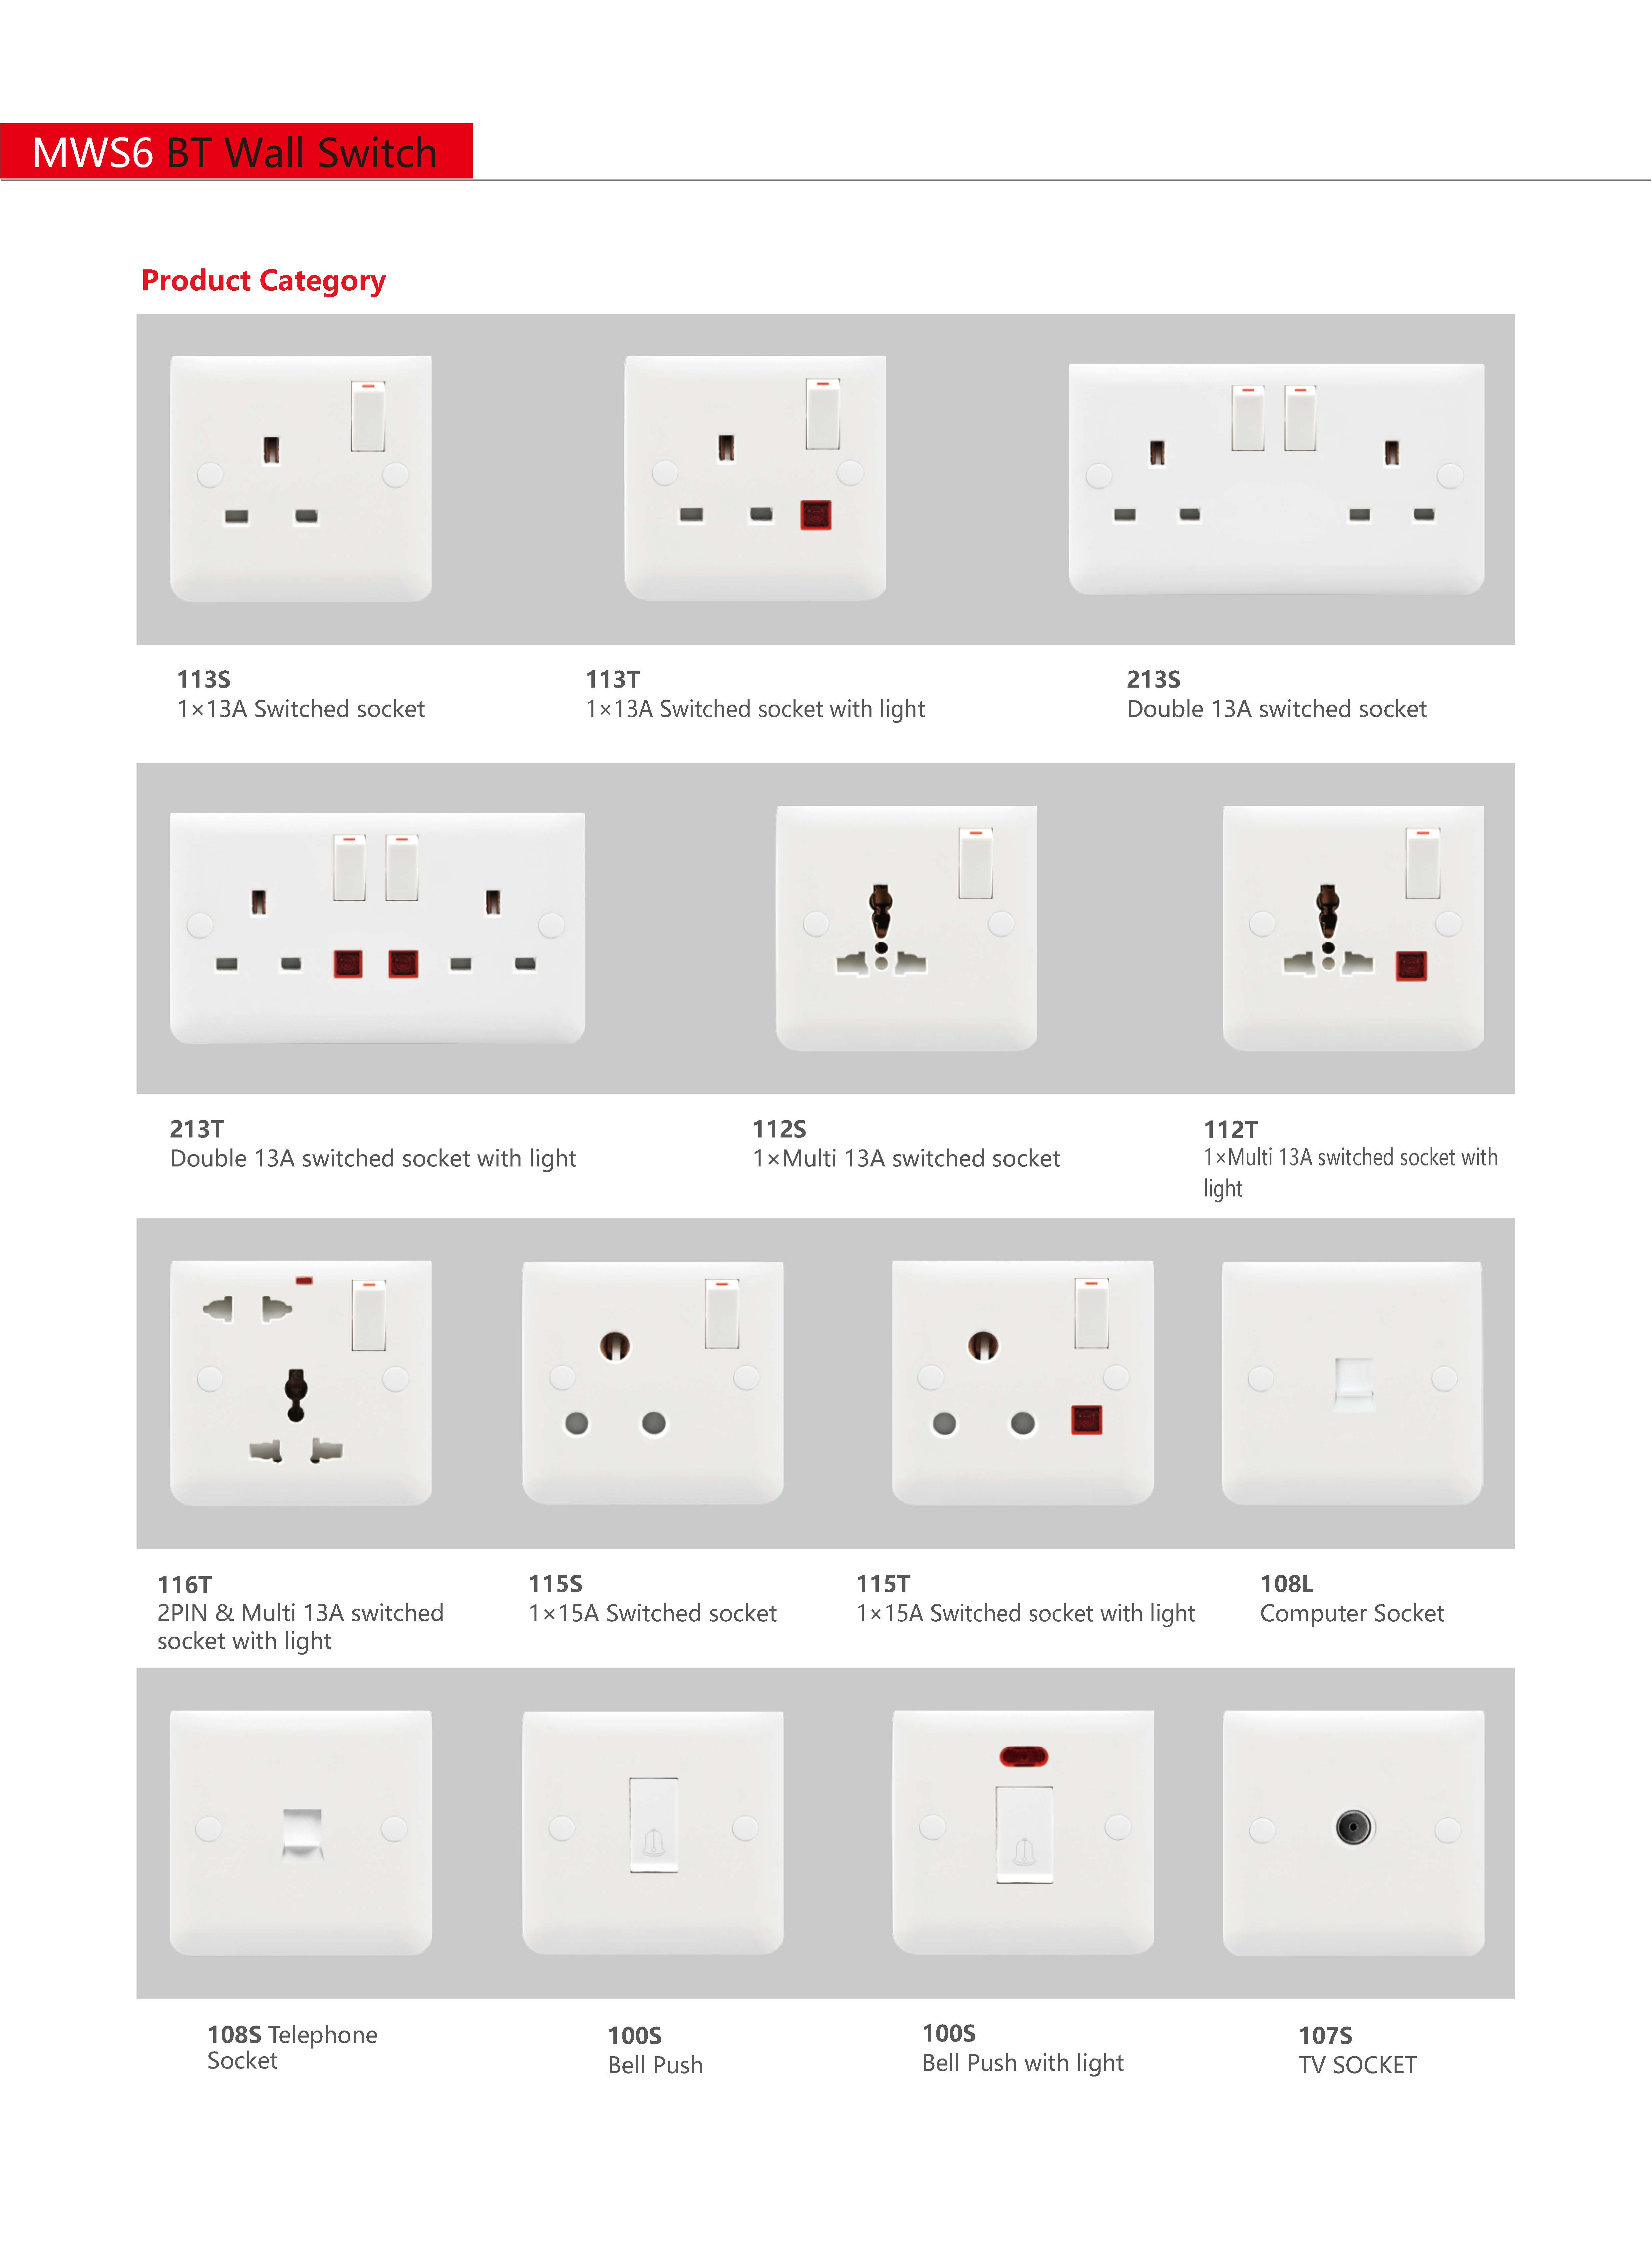 MWS6 BT Wall Switch
Product Category
113S
1×13A Switched socket
113T
1×13A Switched socket with light
213S
Double 13A switched socket
213T
Double 13A switched socket with light
112S
1×Multi 13A switched socket
112T
1×Multi 13A switched socket with
light
116T
2PIN & Multi 13A switched
socket with light
115S
1×15A Switched socket
115T
1×15A Switched socket with light
108L
Computer Socket
108S Telephone
Socket
100S
Bell Push
100S
Bell Push with light
107S
TV SOCKET